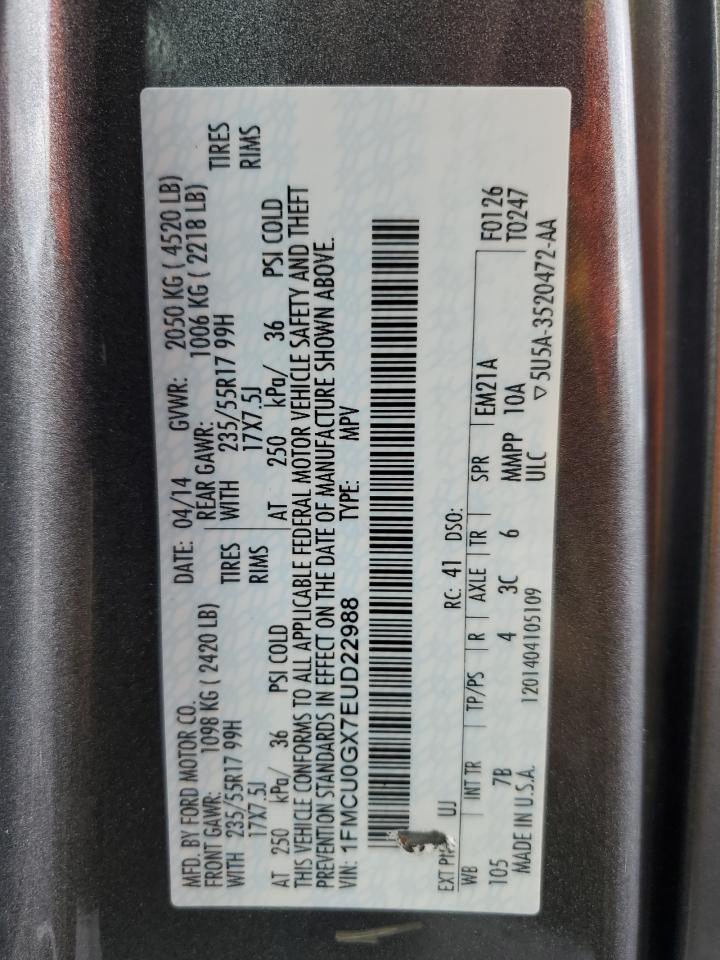 MFD. BY FORD MOTOR CO.
DATE: 04/14 GVWR: 2050 KG ( 4520 LB)
FRONT GAWR: 1098 KG ( 2420 LB)
REAR GAWR: 1006 KG ( 2218 LB)
WITH 235/55R17 99H TIRES
WITH 235/55R17 99H TIRES
17X7.5J RIMS
17X7.5J RIMS
AT 250 kPa/ 36 PSI COLD
AT 250 kPa/ 36 PSI COLD
THIS VEHICLE CONFORMS TO ALL APPLICABLE FEDERAL MOTOR VEHICLE SAFETY AND THEFT
PREVENTION STANDARDS IN EFFECT ON THE DATE OF MANUFACTURE SHOWN ABOVE.
VIN: 1FMCU0GX7EUD22988 TYPE: MPV
EXT UJ RC: 41 DSO:
WB INT TR TP/PS R AXLE TR SPR EM21A F0126
105 7B 4 3C 6 MMPP 10A T0247
MADE IN U.S.A. 1201404105109 ULC ▽5U5A-3520472-AA